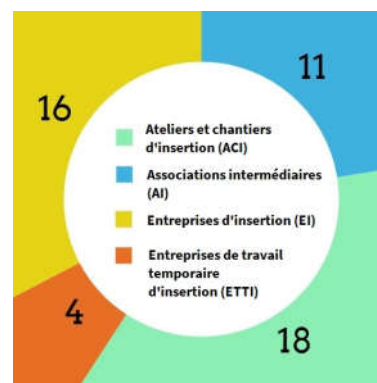 11
16
Ateliers et chantiers
d'insertion (ACI)
Associations intermédiaires
(AI)
Entreprises d'insertion (EI)
Entreprises de travail
temporaire
d'insertion (ETTI)
4
18